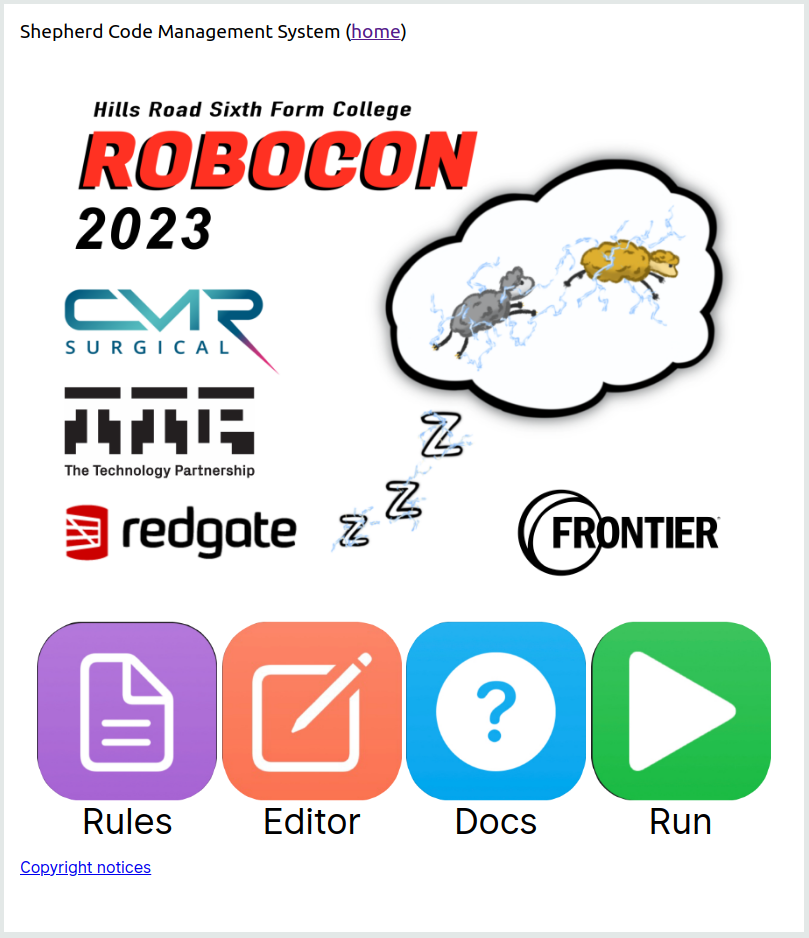 Shepherd Code Management System (home)
Hills Road Sixth Form College
ROBOCON
2023
CMR
SURGICAL
TTP
The Technology Partnership
Z
Z
Z
redgate
FRONTIER
?
Rules
Editor
Docs
Run
Copyright notices